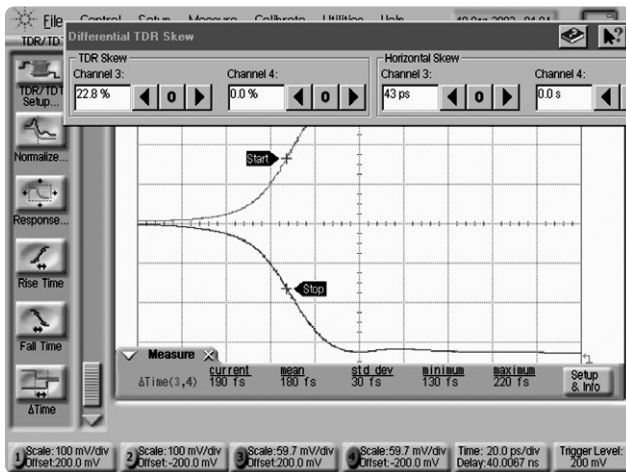 File Control Setup Measure Calibrate Utilities Help
TDR/TD
Differential TDR Skew
TDR Skew
Channel 3:
22.8 %
0
Channel 4:
0.0 %
0
Horizontal Skew
Channel 3:
43 ps
0
Channel 4:
0.0 s
TDR/TDT
Setup...
Normalize...
Response...
Rise Time
Fall Time
ΔTime
Start
Stop
Measure
current mean std dev minimum maximum
ΔTime(3,4) 190 fs 180 fs 30 fs 130 fs 220 fs
Setup
& Info
1 Scale:100 mV/div
Offset:200.0 mV
2 Scale:100 mV/div
Offset:-200.0 mV
3 Scale:59.7 mV/div
Offset:200.0 mV
4 Scale:59.7 mV/div
Offset:-200.0 mV
Time: 20.0 ps/div
Delay:40.0067 ns
Trigger Level:
200 mV